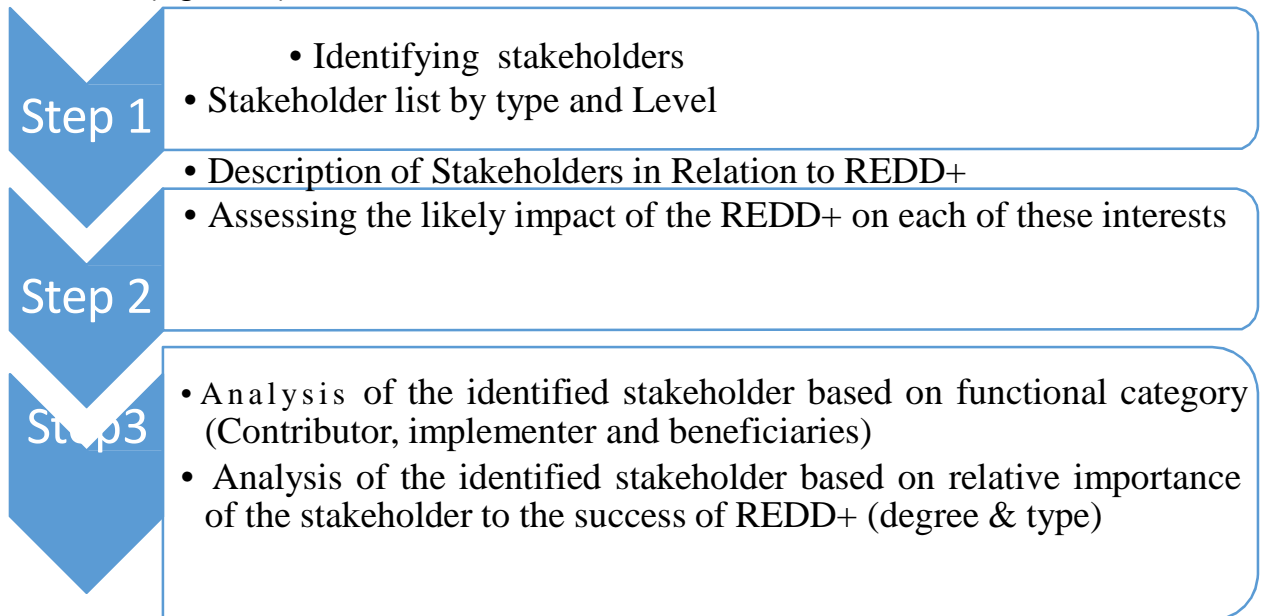 • Identifying stakeholders
• Stakeholder list by type and Level
Step 1
• Description of Stakeholders in Relation to REDD+
• Assessing the likely impact of the REDD+ on each of these interests
Step 2
• Analysis of the identified stakeholder based on functional category
(Contributor, implementer and beneficiaries)
Step3
• Analysis of the identified stakeholder based on relative importance
of the stakeholder to the success of REDD+ (degree & type)